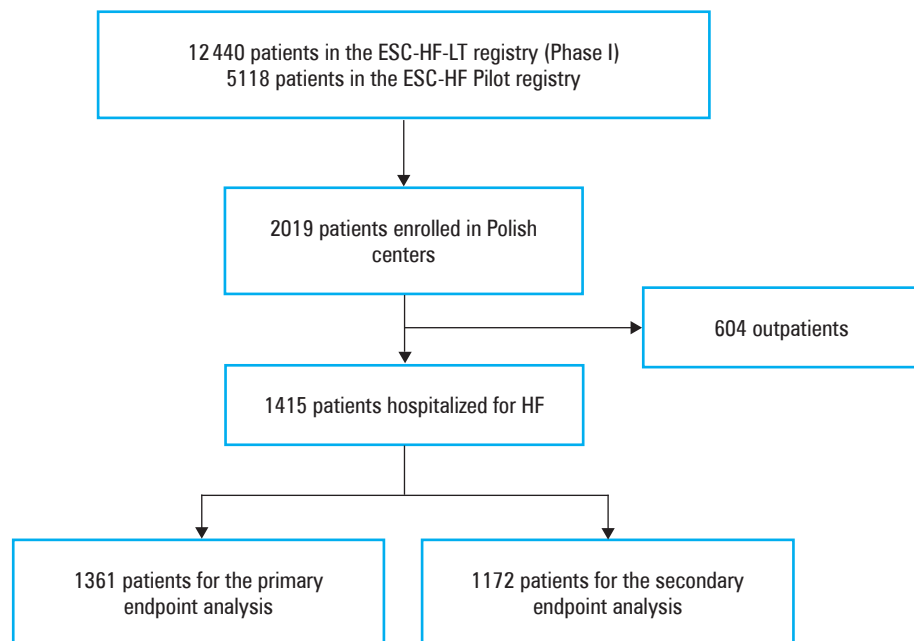 12 440 patients in the ESC-HF-LT registry (Phase I)
5118 patients in the ESC-HF Pilot registry
2019 patients enrolled in Polish
centers
604 outpatients
1415 patients hospitalized for HF
1361 patients for the primary
endpoint analysis
1172 patients for the secondary
endpoint analysis